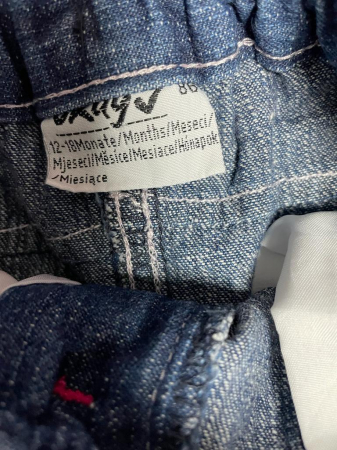 okay 86
12-18Monate/Months/Meseci/
Mjeseci/Měsíce/Mesiace/Hónapok
/Miesiące